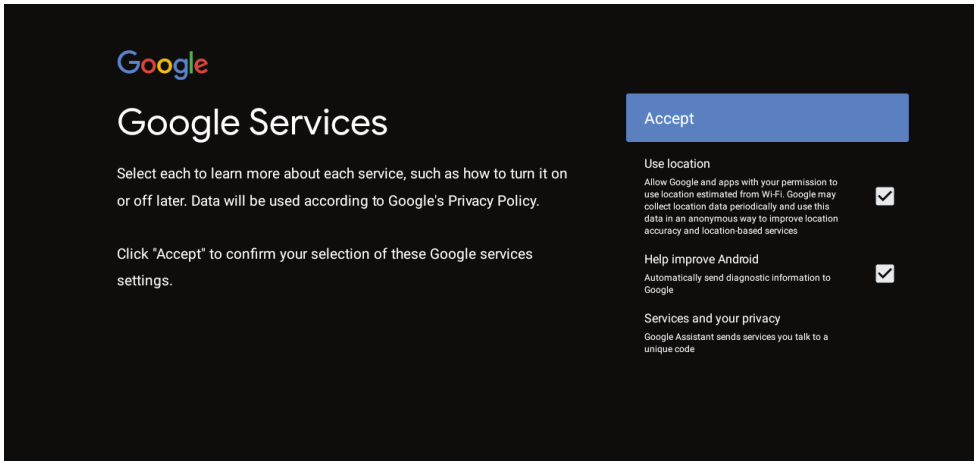 Google
Google Services
Select each to learn more about each service, such as how to turn it on
or off later. Data will be used according to Google's Privacy Policy.
Click "Accept" to confirm your selection of these Google services
settings.
Accept
Use location
Allow Google and apps with your permission to
use location estimated from Wi-Fi. Google may
collect location data periodically and use this
data in an anonymous way to improve location
accuracy and location-based services
Help improve Android
Automatically send diagnostic information to
Google
Services and your privacy
Google Assistant sends services you talk to a
unique code